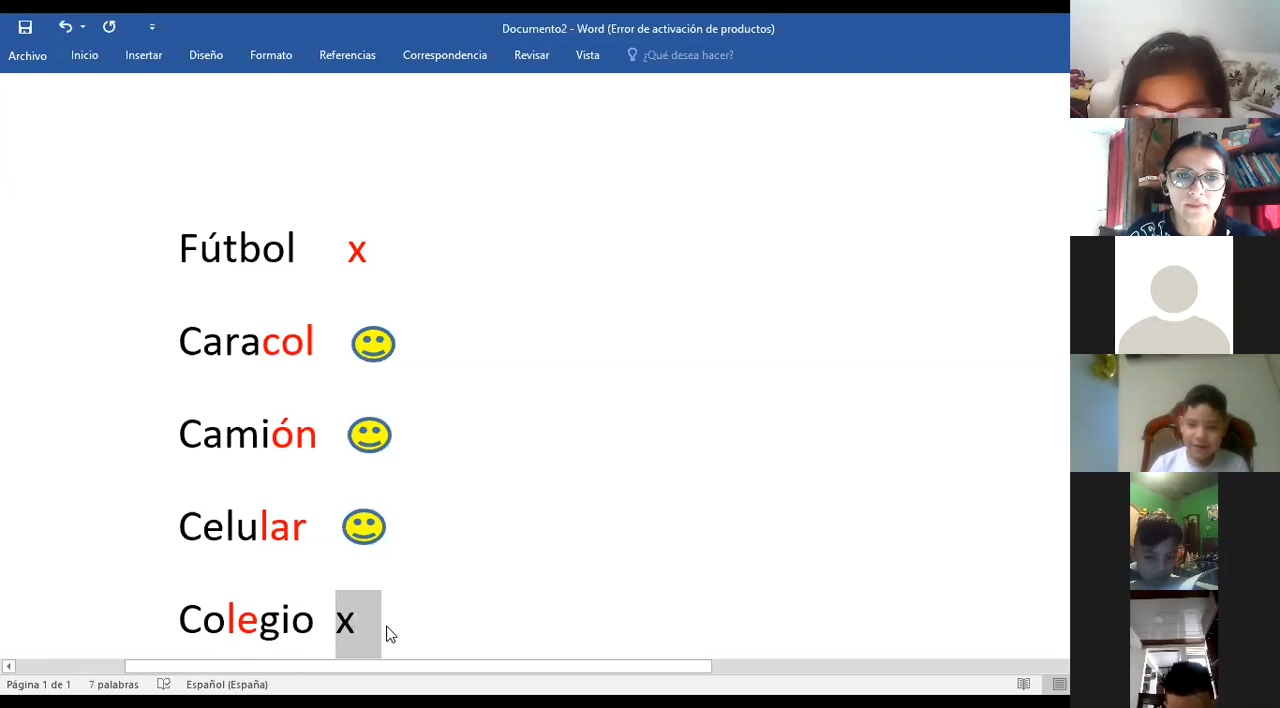 Documento2 - Word (Error de activación de productos)
Archivo Inicio Insertar Diseño Formato Referencias Correspondencia Revisar Vista ¿Qué desea hacer?
Fútbol x
Caracol
Camión
Celular
Colegio x
Página 1 de 1 7 palabras Español (España)